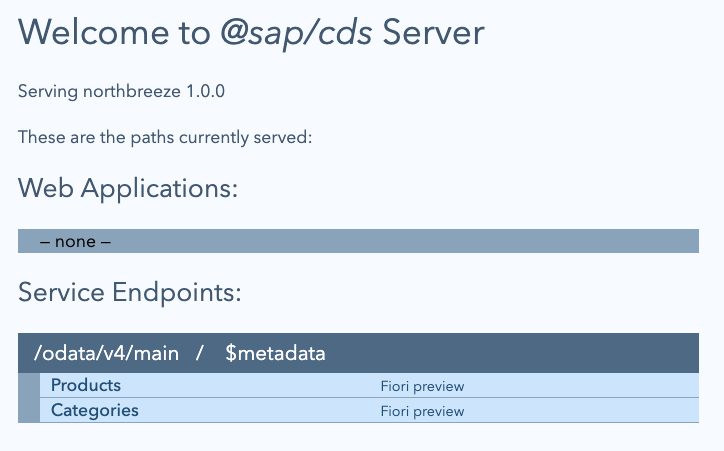 Welcome to @sap/cds Server
Serving northbreeze 1.0.0
These are the paths currently served:
Web Applications:
– none –
Service Endpoints:
/odata/v4/main / $metadata
Products Fiori preview
Categories Fiori preview